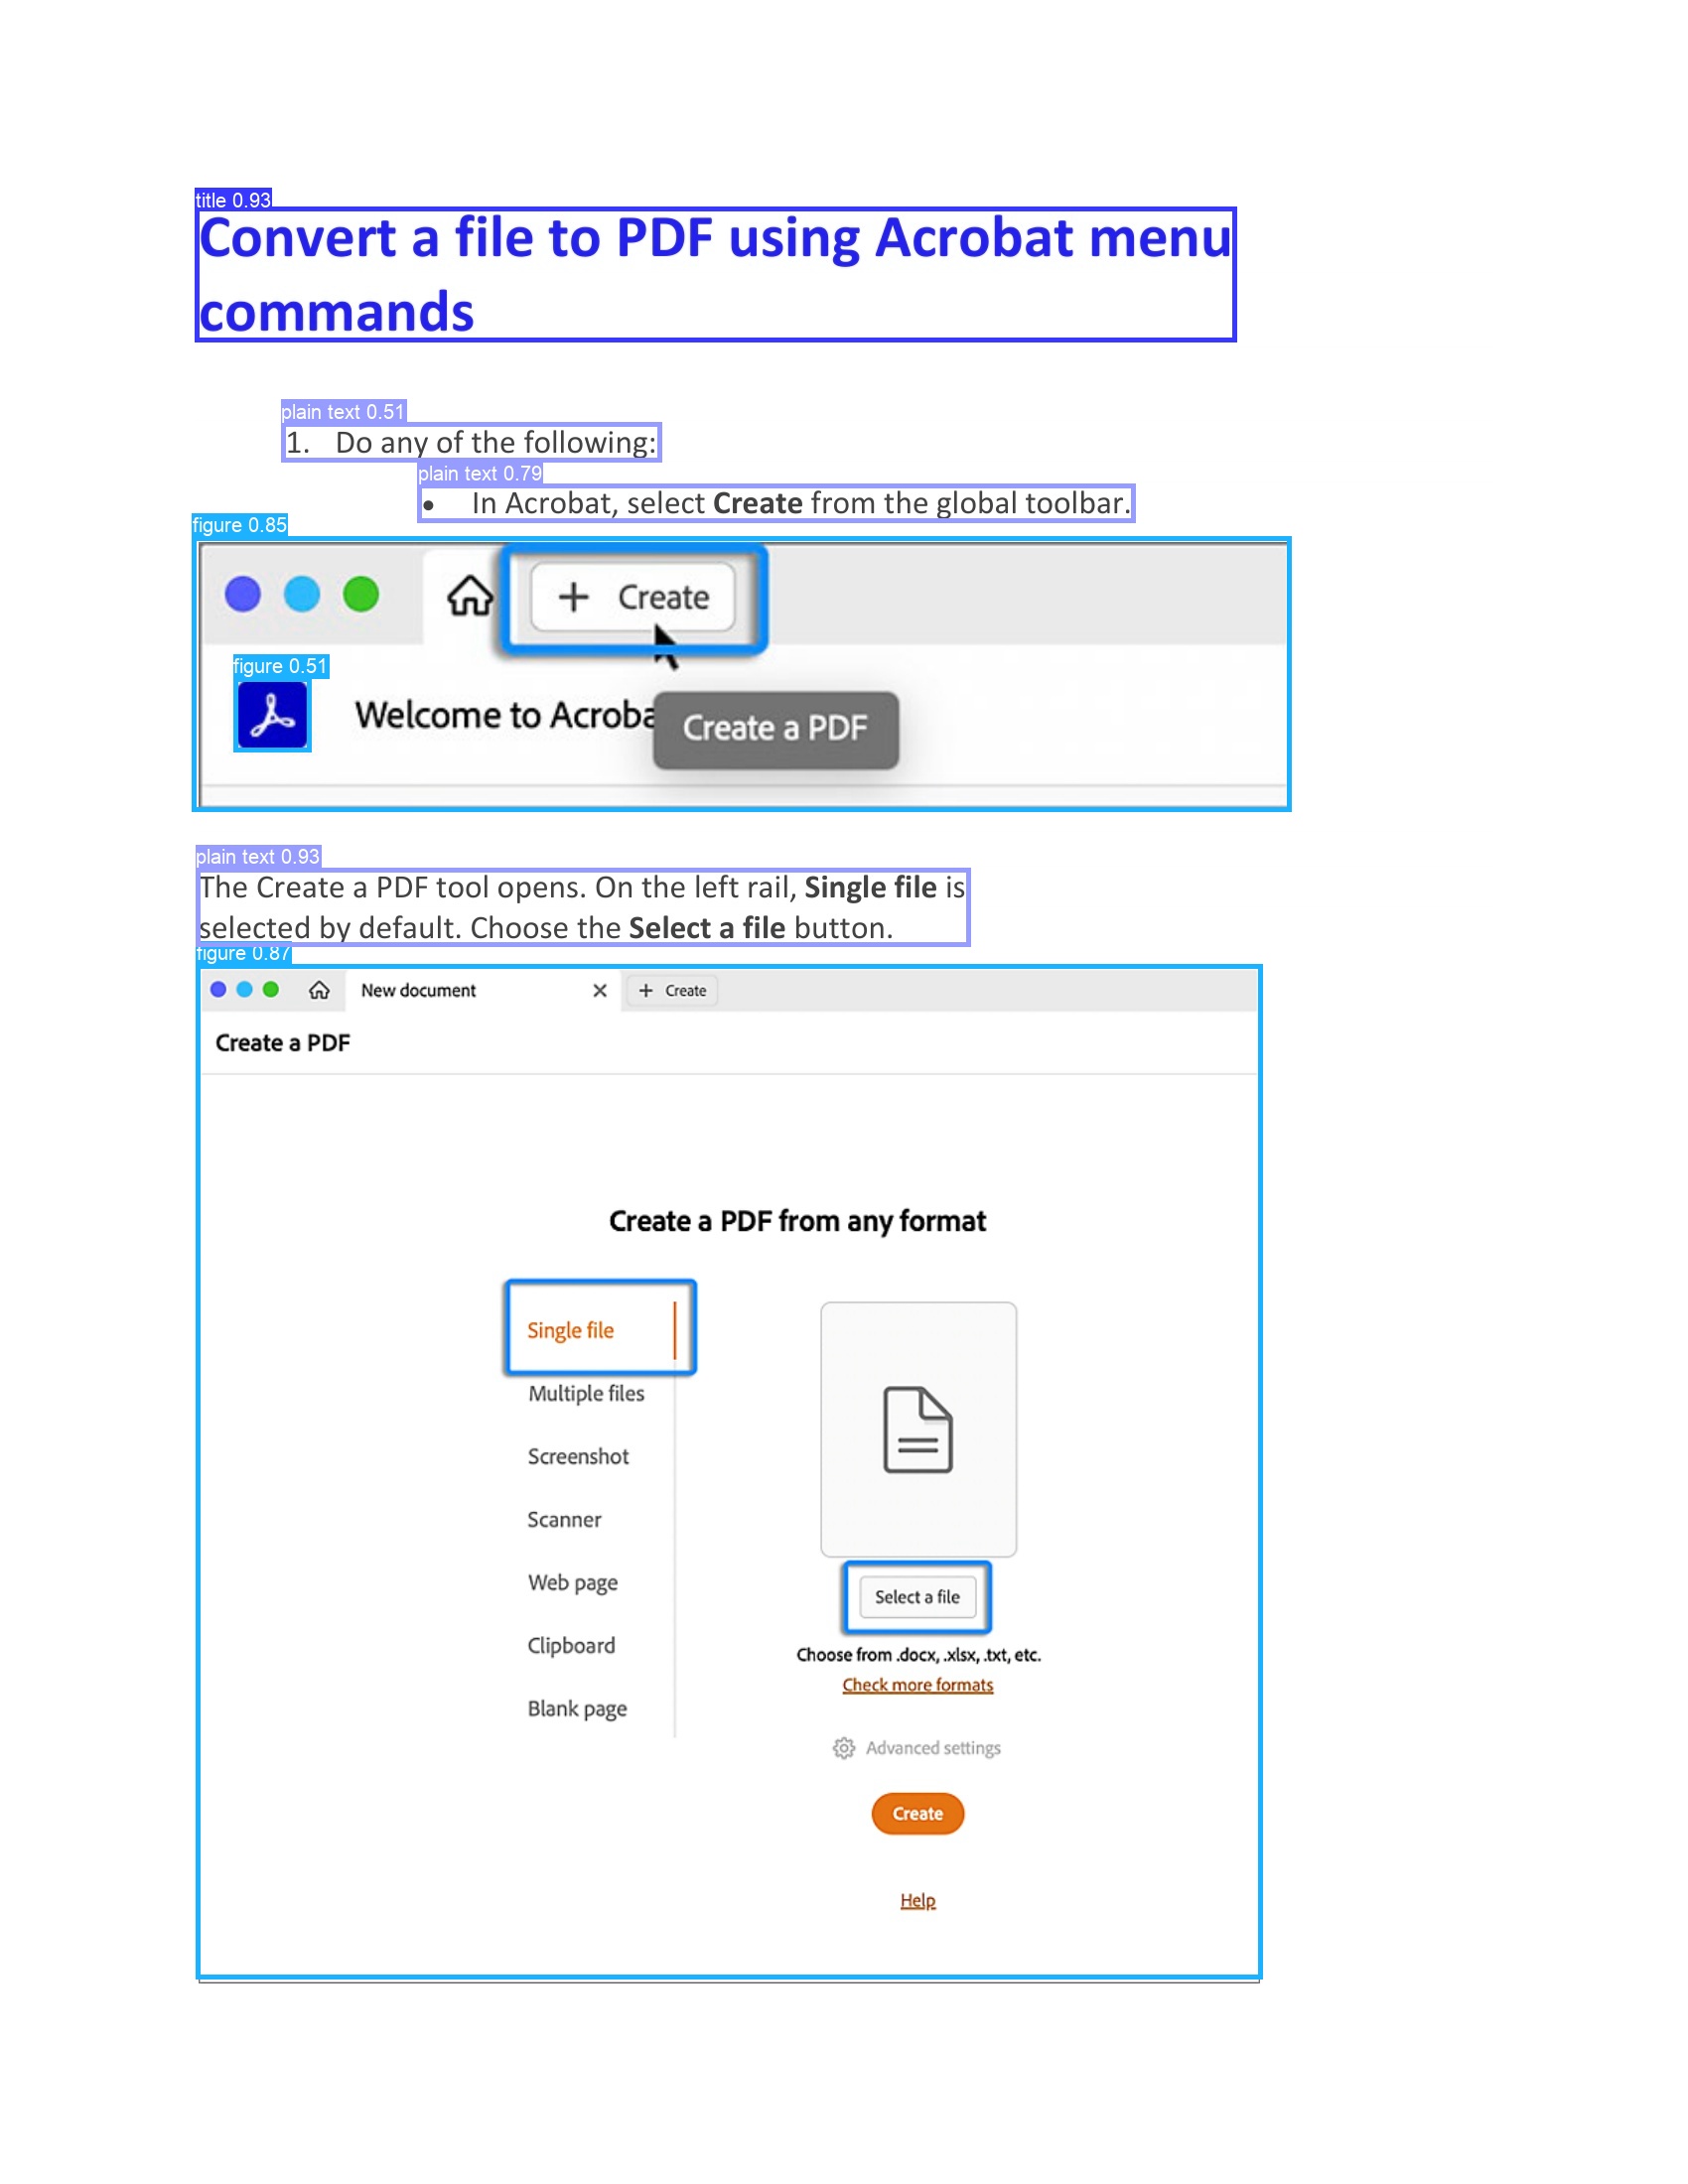 title 0.93
Convert a file to PDF using Acrobat menu
commands
plain text 0.51
1. Do any of the following:
plain text 0.79
• In Acrobat, select Create from the global toolbar.
figure 0.85
+ Create
figure 0.51
Welcome to Acroba
Create a PDF
plain text 0.93
The Create a PDF tool opens. On the left rail, Single file is
selected by default. Choose the Select a file button.
figure 0.87
New document × + Create
Create a PDF
Create a PDF from any format
Single file
Multiple files
Screenshot
Scanner
Web page
Clipboard
Blank page
Select a file
Choose from .docx, .xlsx, .txt, etc.
Check more formats
Advanced settings
Create
Help